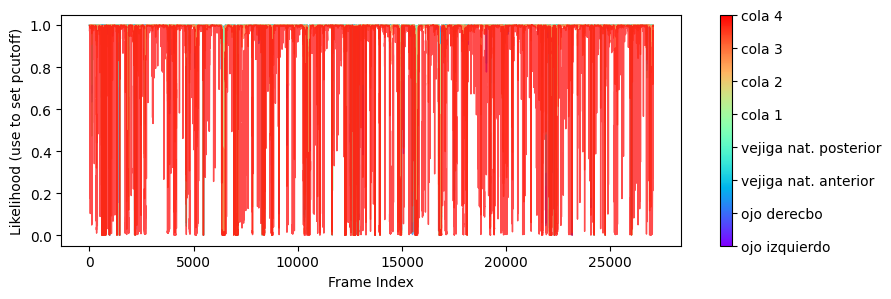 Likelihood (use to set pcutoff)
1.0
0.8
0.6
0.4
0.2
0.0
0
5000
10000
15000
20000
25000
Frame Index
cola 4
cola 3
cola 2
cola 1
vejiga nat. posterior
vejiga nat. anterior
ojo derecbo
ojo izquierdo